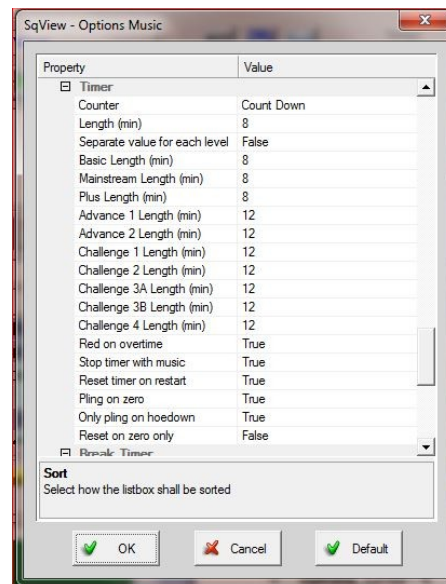 SqView - Options Music
Property Value
Timer
Counter Count Down
Length (min) 8
Separate value for each level False
Basic Length (min) 8
Mainstream Length (min) 8
Plus Length (min) 8
Advance 1 Length (min) 12
Advance 2 Length (min) 12
Challenge 1 Length (min) 12
Challenge 2 Length (min) 12
Challenge 3A Length (min) 12
Challenge 3B Length (min) 12
Challenge 4 Length (min) 12
Red on overtime True
Stop timer with music True
Reset timer on restart True
Pling on zero True
Only pling on hoedown True
Reset on zero only False
Break Timer
Sort
Select how the listbox shall be sorted
OK Cancel Default